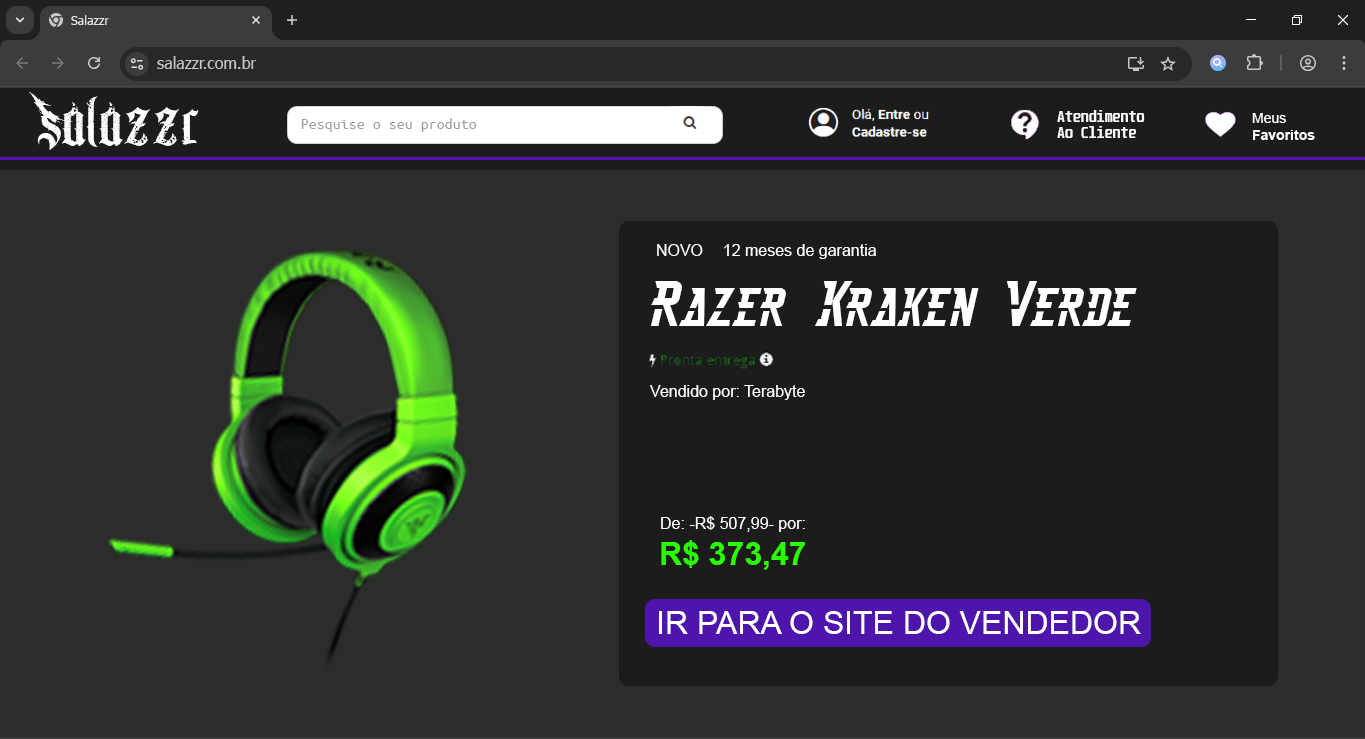 Salazzr
salazzr.com.br
Salazzr
Pesquise o seu produto
Olá, Entre ou
Cadastre-se
Atendimento
Ao Cliente
Meus
Favoritos
NOVO 12 meses de garantia
Razer Kraken Verde
Pronta entrega
Vendido por: Terabyte
De: -R$ 507,99- por:
R$ 373,47
IR PARA O SITE DO VENDEDOR